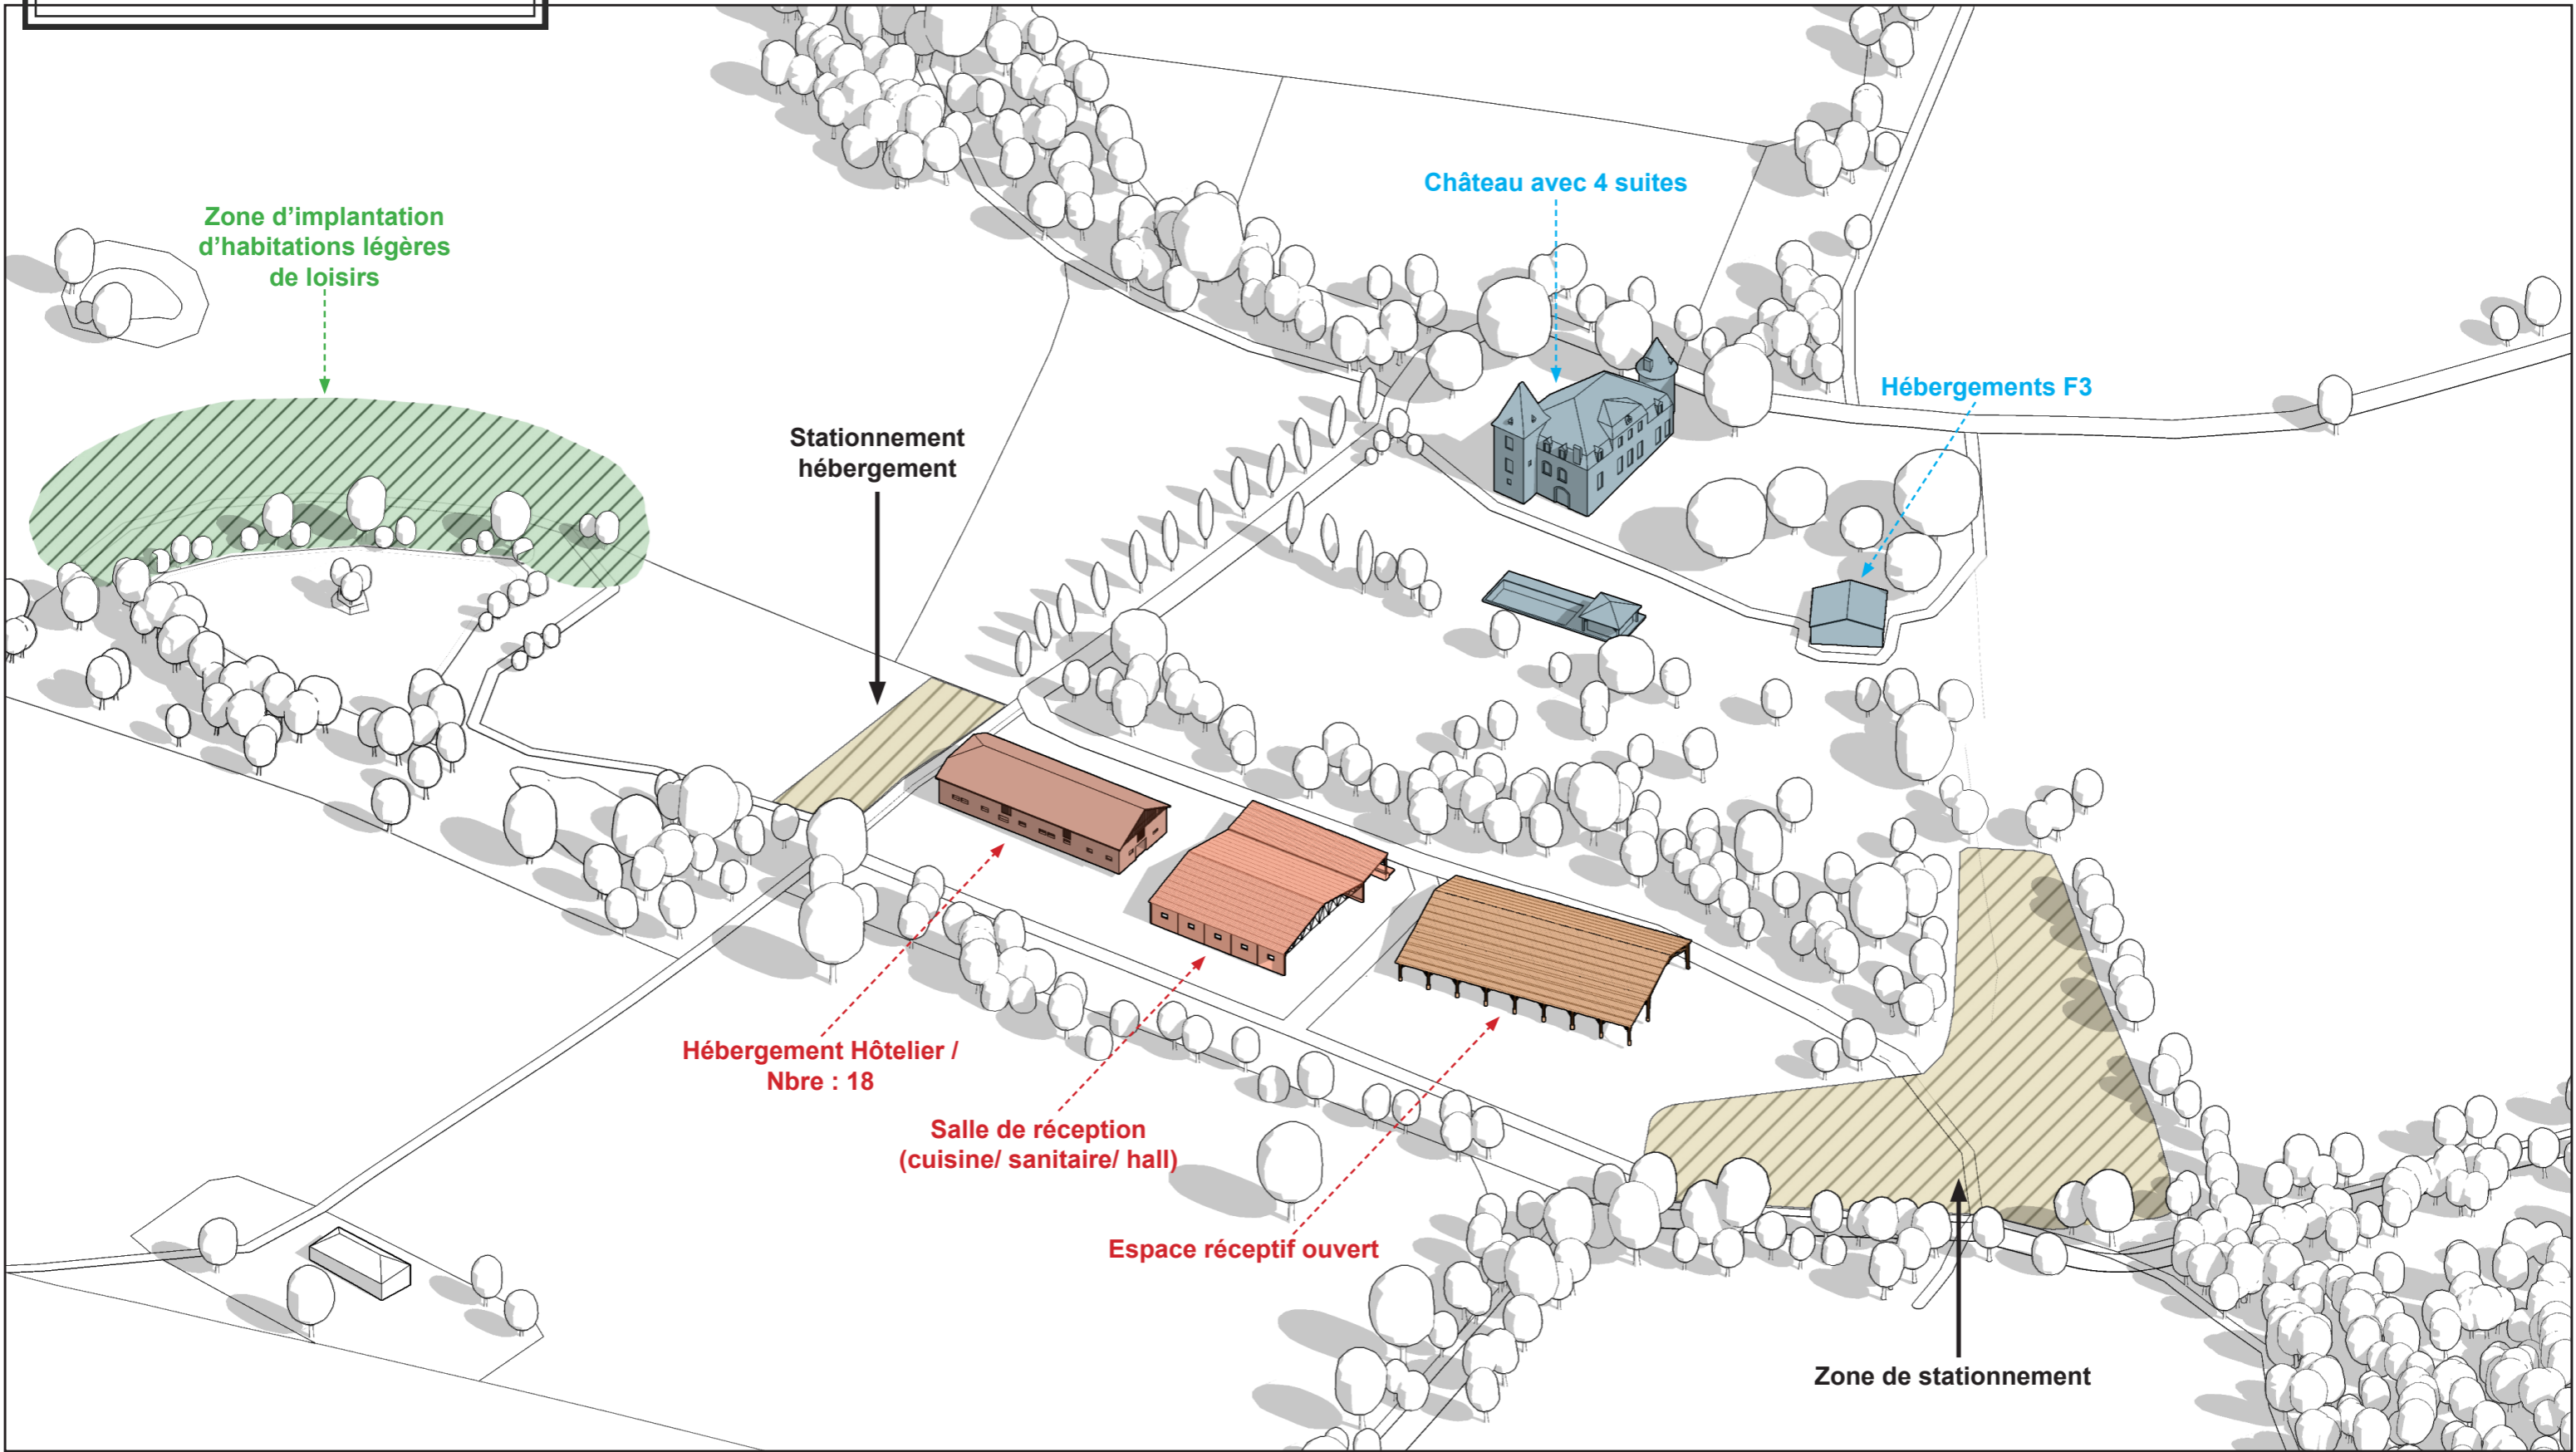 Château avec 4 suites
Zone d’implantation
d’habitations légères
de loisirs
Hébergements F3
Stationnement
hébergement
Hébergement Hôtelier /
Nbre : 18
Salle de réception
(cuisine/ sanitaire/ hall)
Espace réceptif ouvert
Zone de stationnement